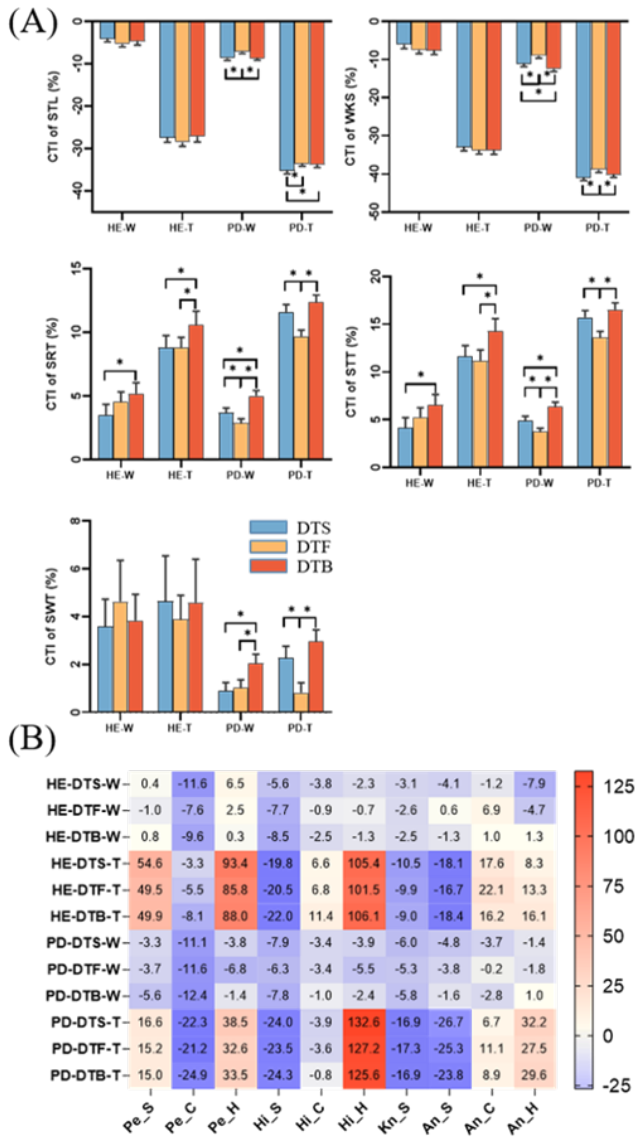 (A)
0
-10
-20
-30
-40
CTI of STL (%)
* *
*
*
HE-W HE-T PD-W PD-T
0
-10
-20
-30
-40
-50
CTI of WKS (%)
* *
*
* *
HE-W HE-T PD-W PD-T
15
10
5
0
CTI of SRT (%)
*
*
*
*
* *
* *
HE-W HE-T PD-W PD-T
20
15
10
5
0
CTI of STT (%)
*
*
*
*
* *
* *
HE-W HE-T PD-W PD-T
8
6
4
2
0
CTI of SWT (%)
DTS
DTF
DTB
*
*
* *
HE-W HE-T PD-W PD-T
(B)
HE-DTS-W 0.4 -11.6 6.5 -5.6 -3.8 -2.3 -3.1 -4.1 -1.2 -7.9
HE-DTF-W -1.0 -7.6 2.5 -7.7 -0.9 -0.7 -2.6 0.6 6.9 -4.7
HE-DTB-W 0.8 -9.6 0.3 -8.5 -2.5 -1.3 -2.5 -1.3 1.0 1.3
HE-DTS-T 54.6 -3.3 93.4 -19.8 6.6 105.4 -10.5 -18.1 17.6 8.3
HE-DTF-T 49.5 -5.5 85.8 -20.5 6.8 101.5 -9.9 -16.7 22.1 13.3
HE-DTB-T 49.9 -8.1 88.0 -22.0 11.4 106.1 -9.0 -18.4 16.2 16.1
PD-DTS-W -3.3 -11.1 -3.8 -7.9 -3.4 -3.9 -6.0 -4.8 -3.7 -1.4
PD-DTF-W -3.7 -11.6 -6.8 -6.3 -3.4 -5.5 -5.3 -3.8 -0.2 -1.8
PD-DTB-W -5.6 -12.4 -1.4 -7.8 -1.0 -2.4 -5.8 -1.6 -2.8 1.0
PD-DTS-T 16.6 -22.3 38.5 -24.0 -3.9 132.6 -16.9 -26.7 6.7 32.2
PD-DTF-T 15.2 -21.2 32.6 -23.5 -3.6 127.2 -17.3 -25.3 11.1 27.5
PD-DTB-T 15.0 -24.9 33.5 -24.3 -0.8 125.6 -16.9 -23.8 8.9 29.6
Pe_S Pe_C Pe_H Hi_S Hi_C Hi_H Kn_S An_S An_C An_H
125
100
75
50
25
0
-25